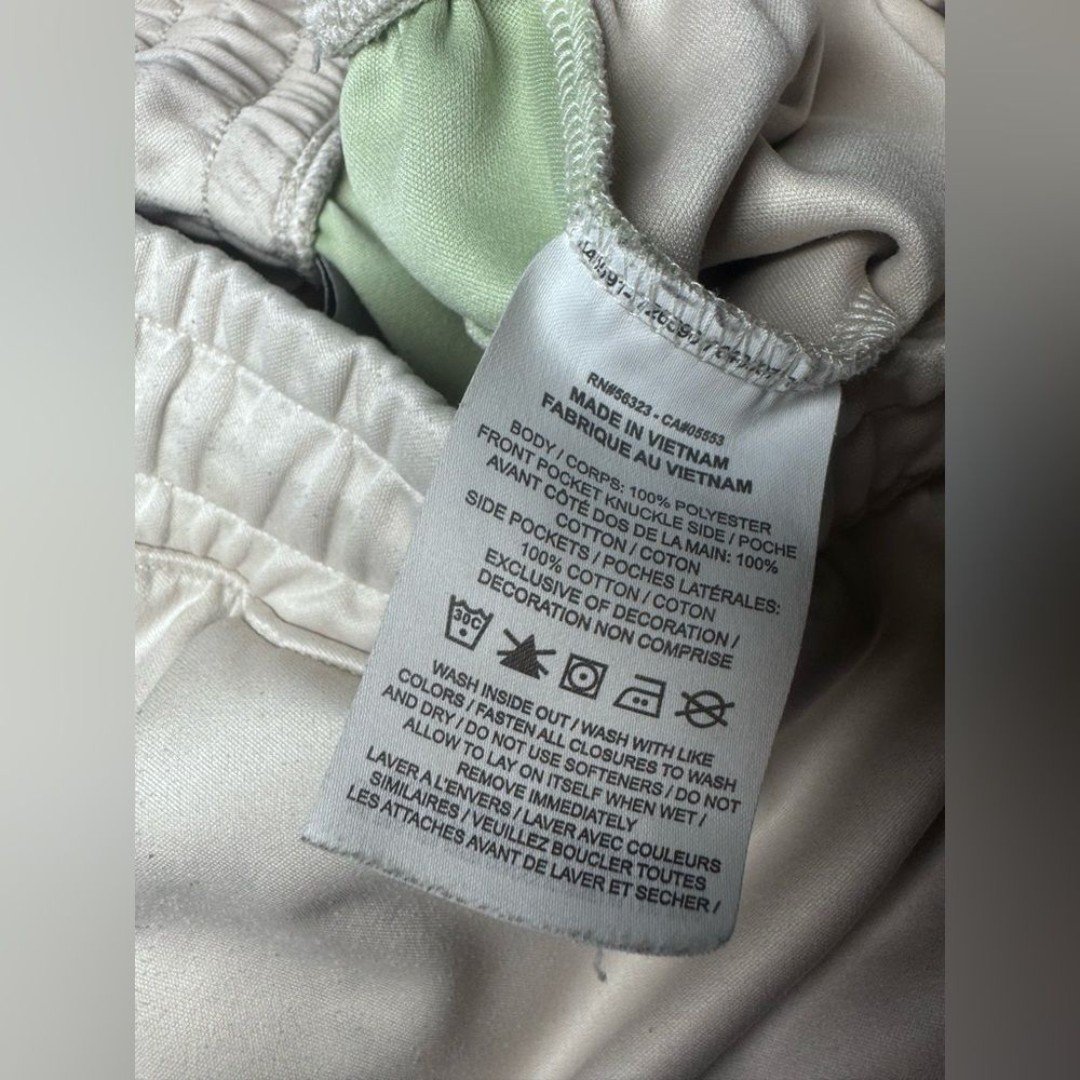 RN#56323 - CA#05553
MADE IN VIETNAM
FABRIQUE AU VIETNAM
BODY / CORPS: 100% POLYESTER
FRONT POCKET KNUCKLE SIDE / POCHE
AVANT CÔTÉ DOS DE LA MAIN: 100%
COTTON / COTON
SIDE POCKETS / POCHES LATÉRALES:
100% COTTON / COTON
EXCLUSIVE OF DECORATION /
DECORATION NON COMPRISE
30C
WASH INSIDE OUT / WASH WITH LIKE
COLORS / FASTEN ALL CLOSURES TO WASH
AND DRY / DO NOT USE SOFTENERS / DO NOT
ALLOW TO LAY ON ITSELF WHEN WET /
REMOVE IMMEDIATELY
LAVER A L'ENVERS / LAVER AVEC COULEURS
SIMILAIRES / VEUILLEZ BOUCLER TOUTES
LES ATTACHES AVANT DE LAVER ET SECHER /